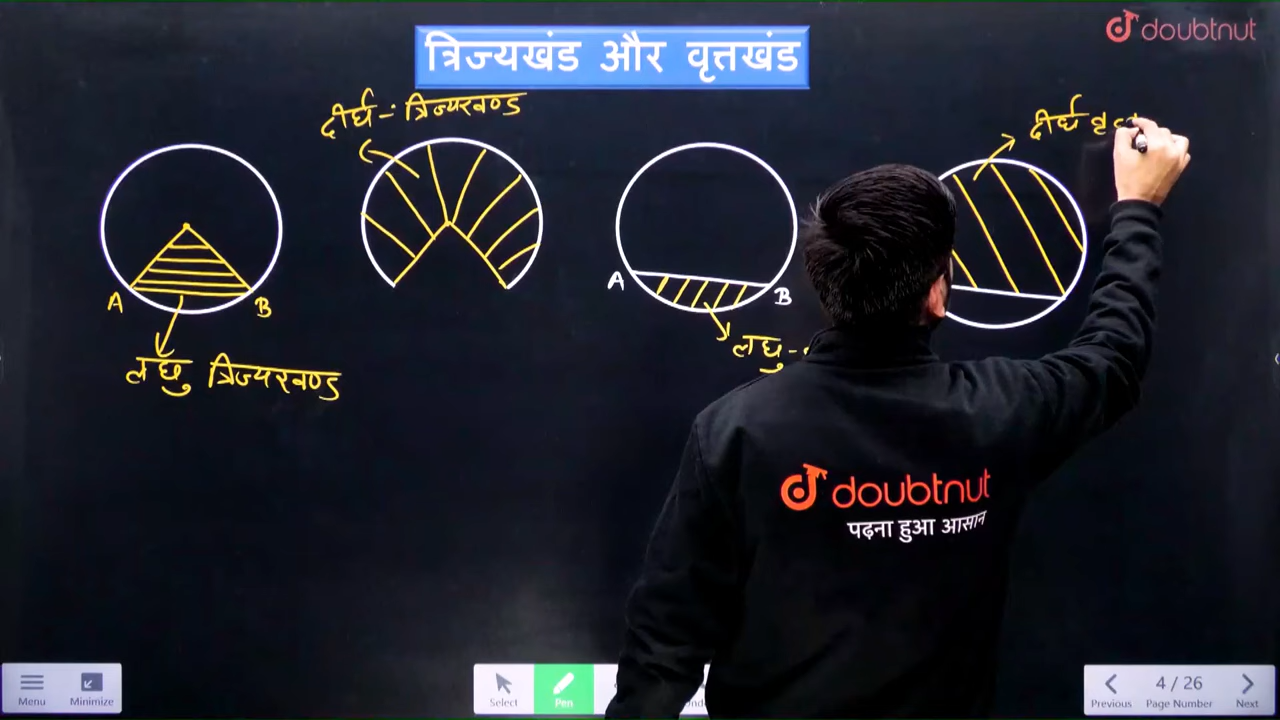 doubtnut
त्रिज्यखंड और वृत्तखंड
दीर्घ-त्रिज्यखण्ड
दीर्घ
A
B
A
B
लघु त्रिज्यखण्ड
लघु-
doubtnut
पढ़ना हुआ आसान
Menu
Minimize
Select
Pen
Previous
4 / 26
Page Number
Next